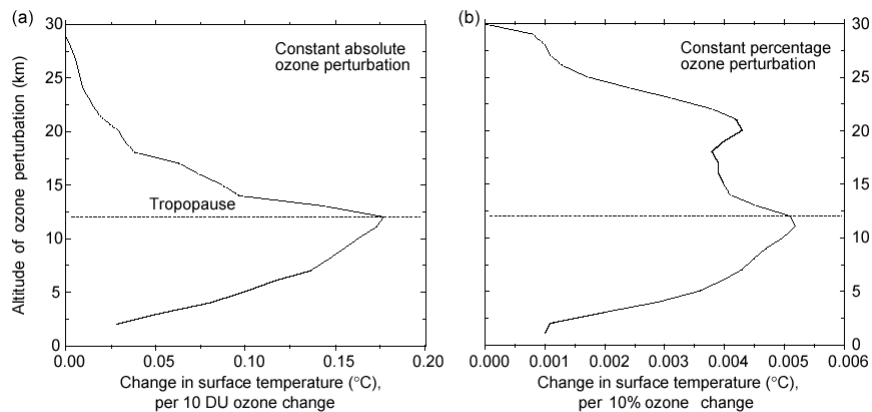 (a)
Constant absolute
ozone perturbation
Tropopause
Altitude of ozone perturbation (km)
30
25
20
15
10
5
0
0.00 0.05 0.10 0.15 0.20
Change in surface temperature (°C),
per 10 DU ozone change
(b)
Constant percentage
ozone perturbation
30
25
20
15
10
5
0
0.000 0.001 0.002 0.003 0.004 0.005 0.006
Change in surface temperature (°C),
per 10% ozone change